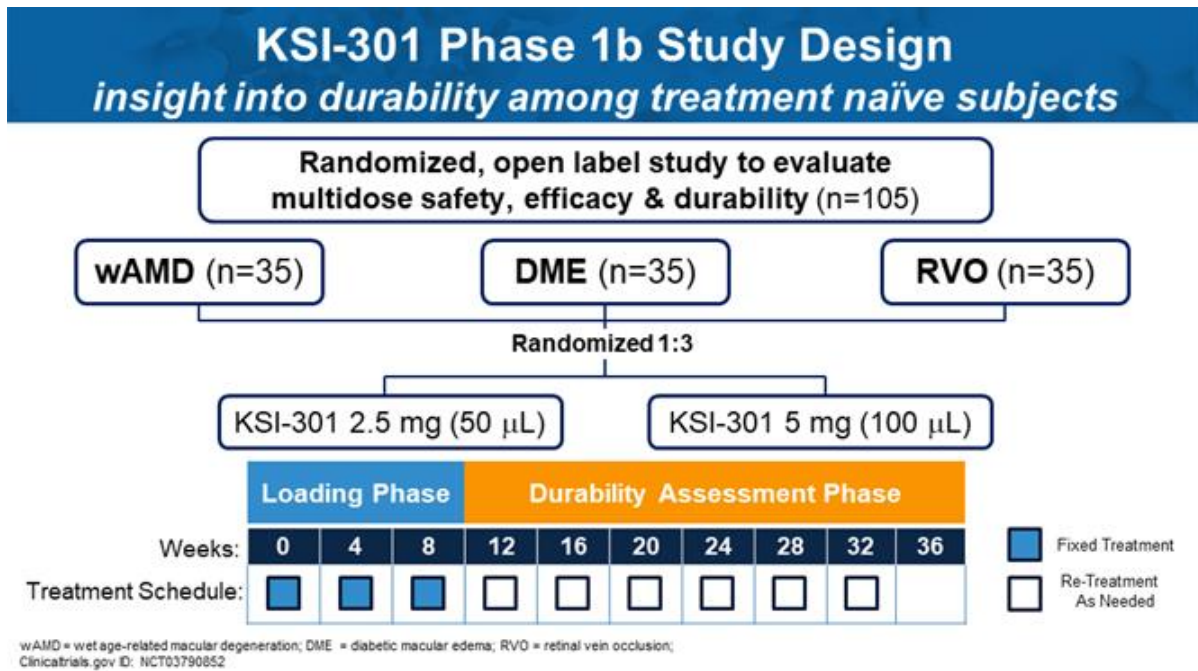 KSI-301 Phase 1b Study Design
insight into durability among treatment naïve subjects
Randomized, open label study to evaluate
multidose safety, efficacy & durability (n=105)
wAMD (n=35)
DME (n=35)
RVO (n=35)
Randomized 1:3
KSI-301 2.5 mg (50 μL)
KSI-301 5 mg (100 μL)
Loading Phase
Durability Assessment Phase
Weeks: 0 4 8 12 16 20 24 28 32 36
Treatment Schedule:
Fixed Treatment
Re-Treatment
As Needed
wAMD = wet age-related macular degeneration; DME = diabetic macular edema; RVO = retinal vein occlusion;
Clinicatrials.gov ID: NCT03790852